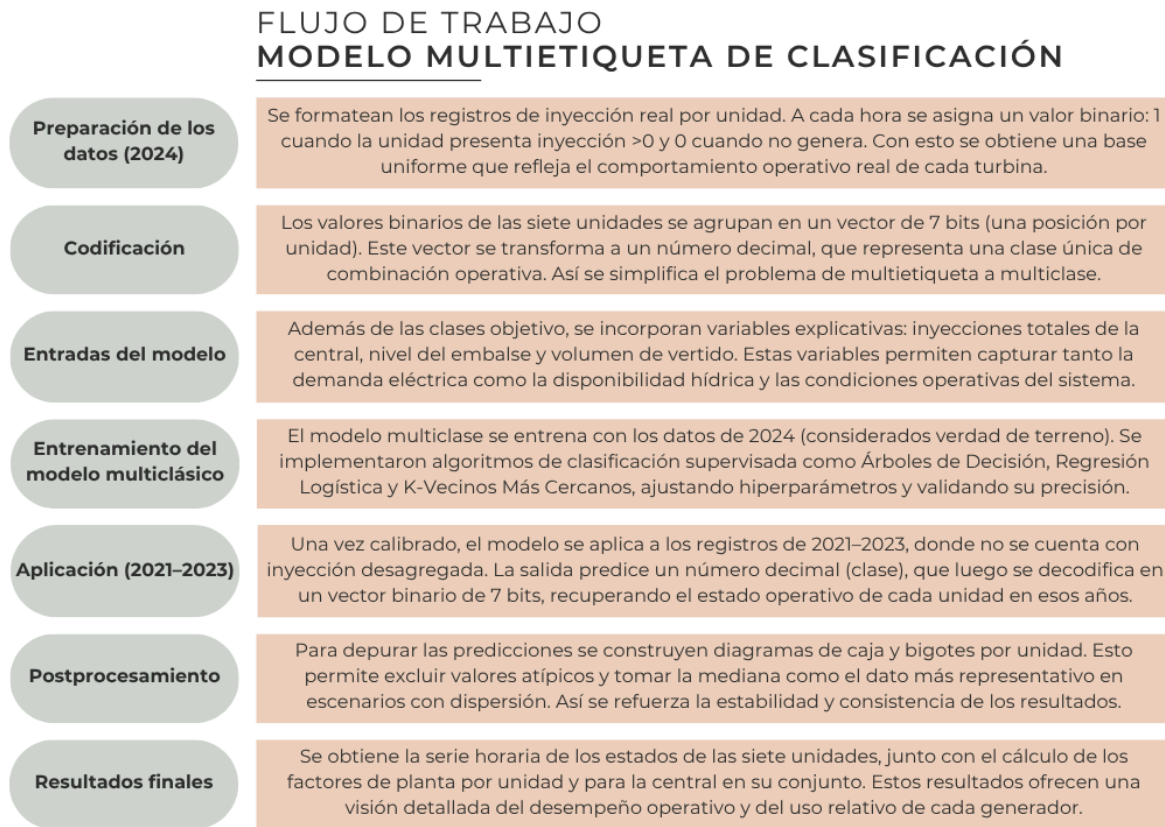 FLUJO DE TRABAJO
MODELO MULTIETIQUETA DE CLASIFICACIÓN
Preparación de los
datos (2024)
Se formatean los registros de inyección real por unidad. A cada hora se asigna un valor binario: 1
cuando la unidad presenta inyección >0 y 0 cuando no genera. Con esto se obtiene una base
uniforme que refleja el comportamiento operativo real de cada turbina.
Codificación
Los valores binarios de las siete unidades se agrupan en un vector de 7 bits (una posición por
unidad). Este vector se transforma a un número decimal, que representa una clase única de
combinación operativa. Así se simplifica el problema de multietiqueta a multiclase.
Entradas del modelo
Además de las clases objetivo, se incorporan variables explicativas: inyecciones totales de la
central, nivel del embalse y volumen de vertido. Estas variables permiten capturar tanto la
demanda eléctrica como la disponibilidad hídrica y las condiciones operativas del sistema.
Entrenamiento del
modelo multiclásico
El modelo multiclase se entrena con los datos de 2024 (considerados verdad de terreno). Se
implementaron algoritmos de clasificación supervisada como Árboles de Decisión, Regresión
Logística y K-Vecinos Más Cercanos, ajustando hiperparámetros y validando su precisión.
Aplicación (2021–2023)
Una vez calibrado, el modelo se aplica a los registros de 2021–2023, donde no se cuenta con
inyección desagregada. La salida predice un número decimal (clase), que luego se decodifica en
un vector binario de 7 bits, recuperando el estado operativo de cada unidad en esos años.
Postprocesamiento
Para depurar las predicciones se construyen diagramas de caja y bigotes por unidad. Esto
permite excluir valores atípicos y tomar la mediana como el dato más representativo en
escenarios con dispersión. Así se refuerza la estabilidad y consistencia de los resultados.
Resultados finales
Se obtiene la serie horaria de los estados de las siete unidades, junto con el cálculo de los
factores de planta por unidad y para la central en su conjunto. Estos resultados ofrecen una
visión detallada del desempeño operativo y del uso relativo de cada generador.